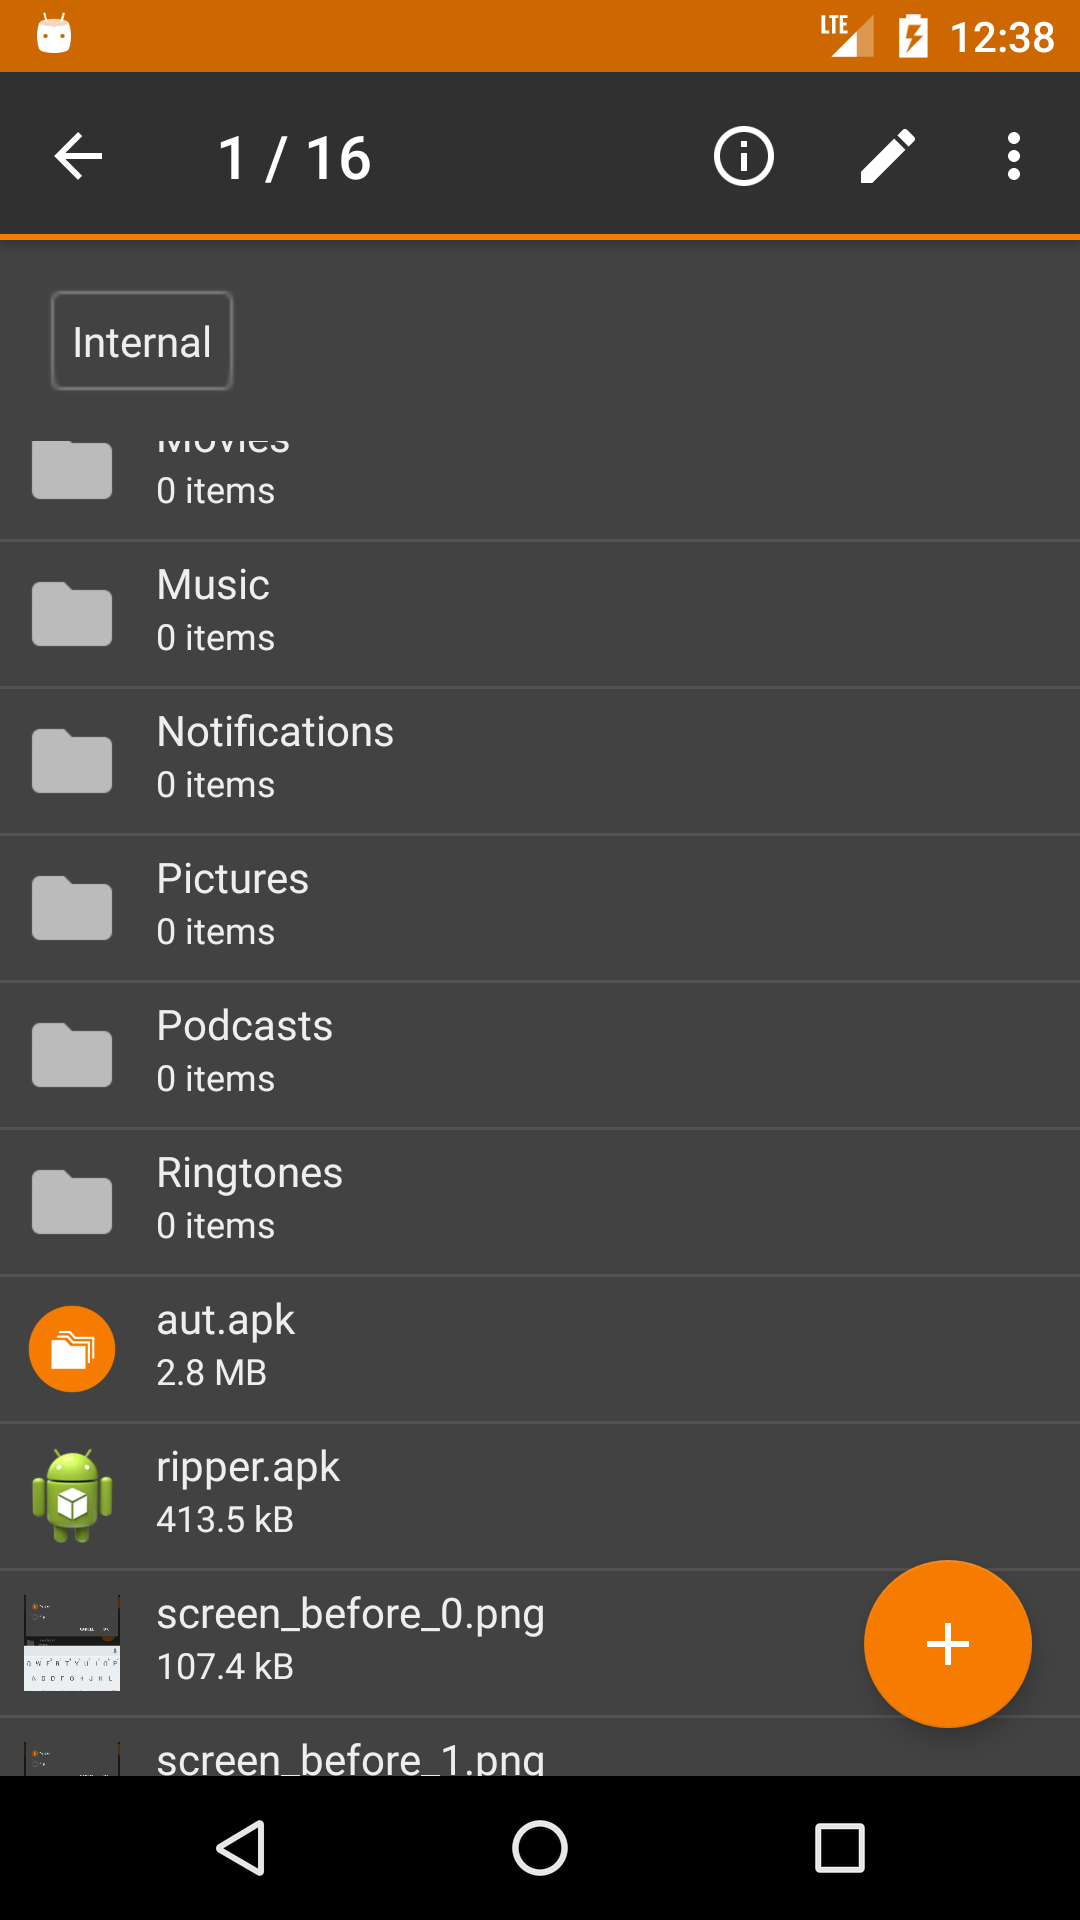 LTE 12:38
1 / 16
Internal
Movies
0 items
Music
0 items
Notifications
0 items
Pictures
0 items
Podcasts
0 items
Ringtones
0 items
aut.apk
2.8 MB
ripper.apk
413.5 kB
screen_before_0.png
107.4 kB
screen_before_1.png